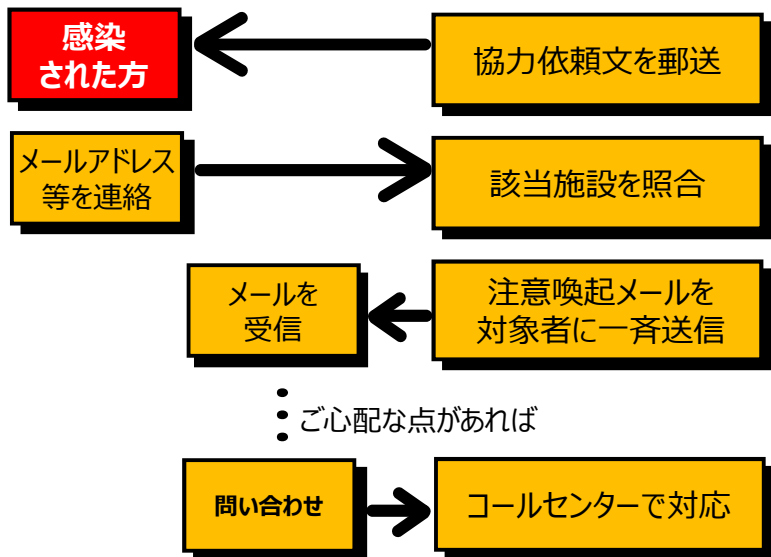 感染
された方
協力依頼文を郵送
メールアドレス
等を連絡
該当施設を照合
メールを
受信
注意喚起メールを
対象者に一斉送信
ご心配な点があれば
問い合わせ
コールセンターで対応